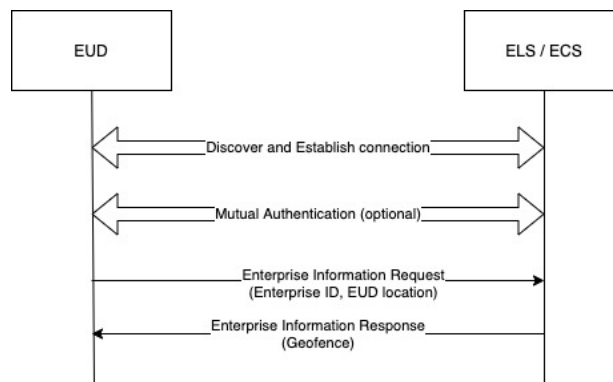 EUD
ELS / ECS
Discover and Establish connection
Mutual Authentication (optional)
Enterprise Information Request
(Enterprise ID, EUD location)
Enterprise Information Response
(Geofence)